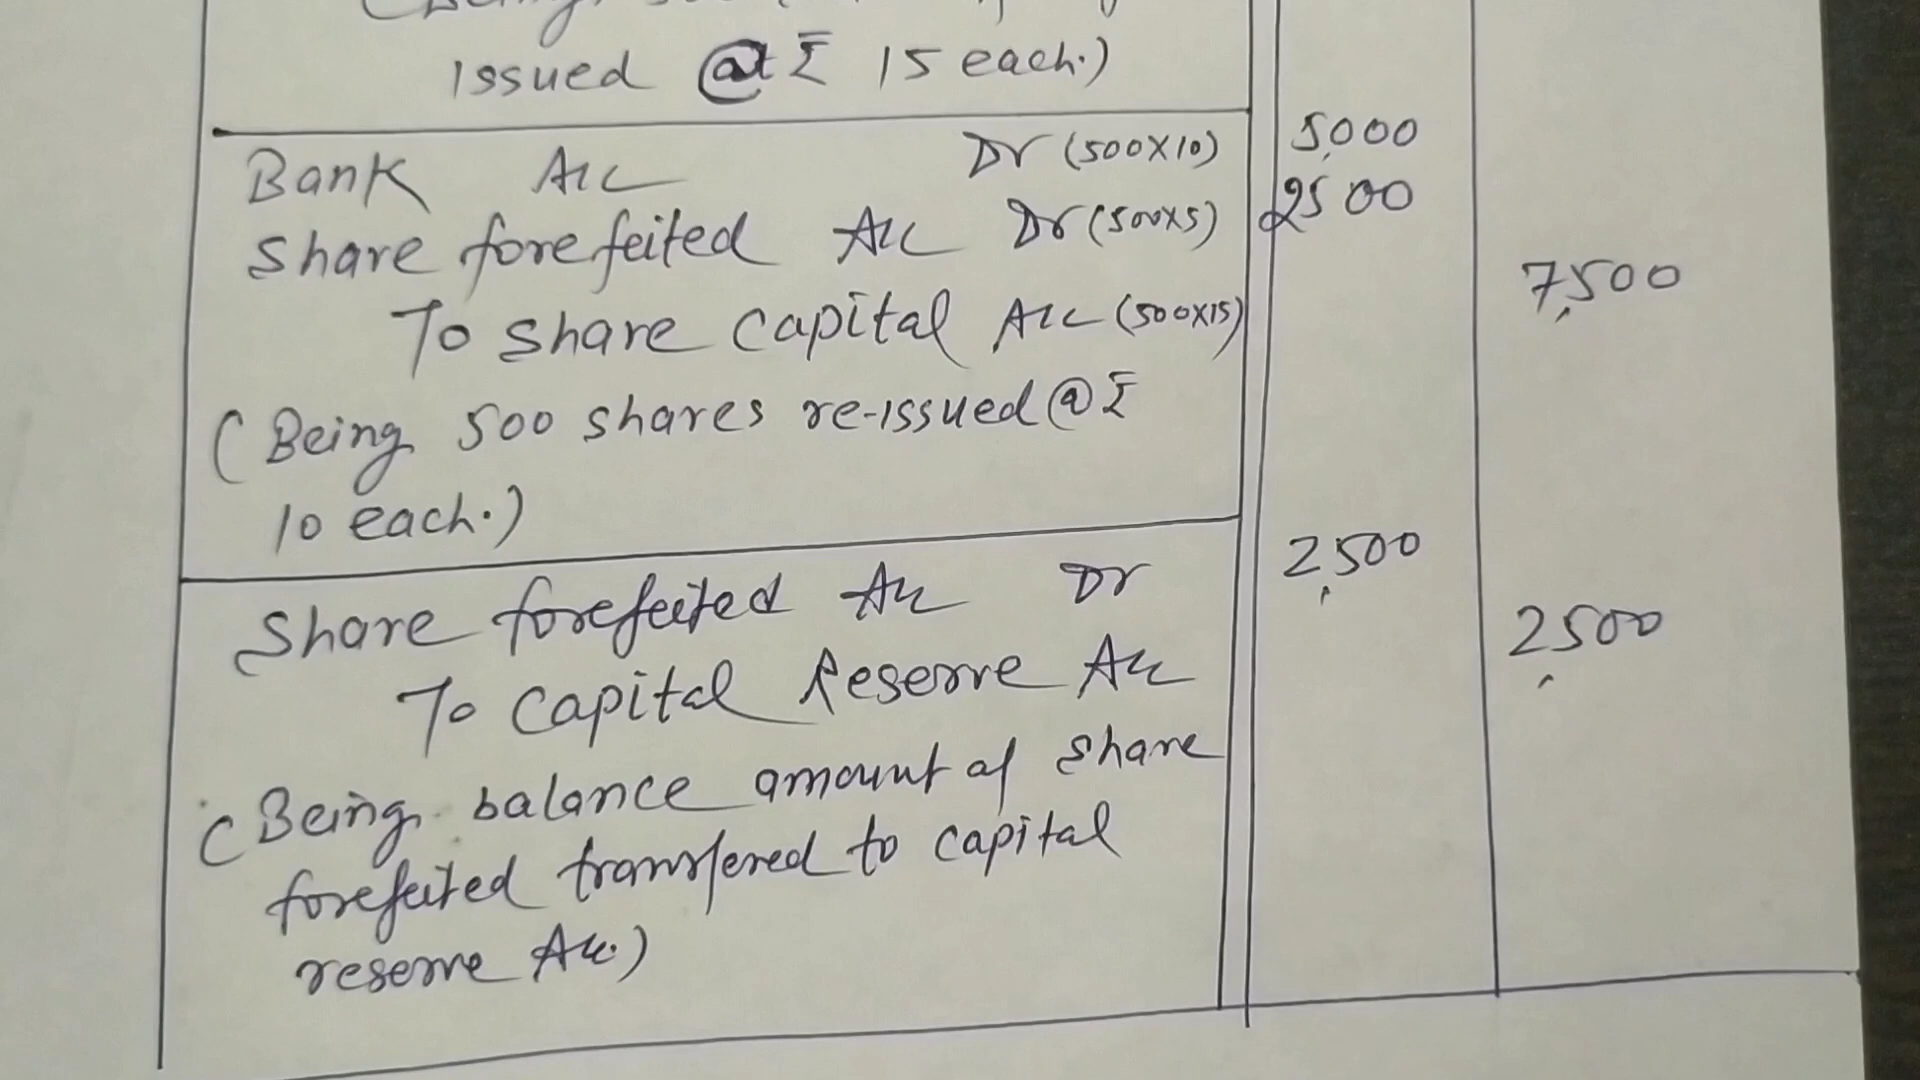 Issued @ ₹ 15 each.)
Bank A/c Dr (500X10) 5,000
Share forefeited A/c Dr (500X5) 2500
To share capital A/c (500X15) 7,500
(Being 500 shares re-issued @ ₹
10 each.)
Share forefeited A/c Dr 2,500
To capital Reserve A/c 2,500
(Being balance amount of share
forefeited transfered to capital
reserve A/c.)